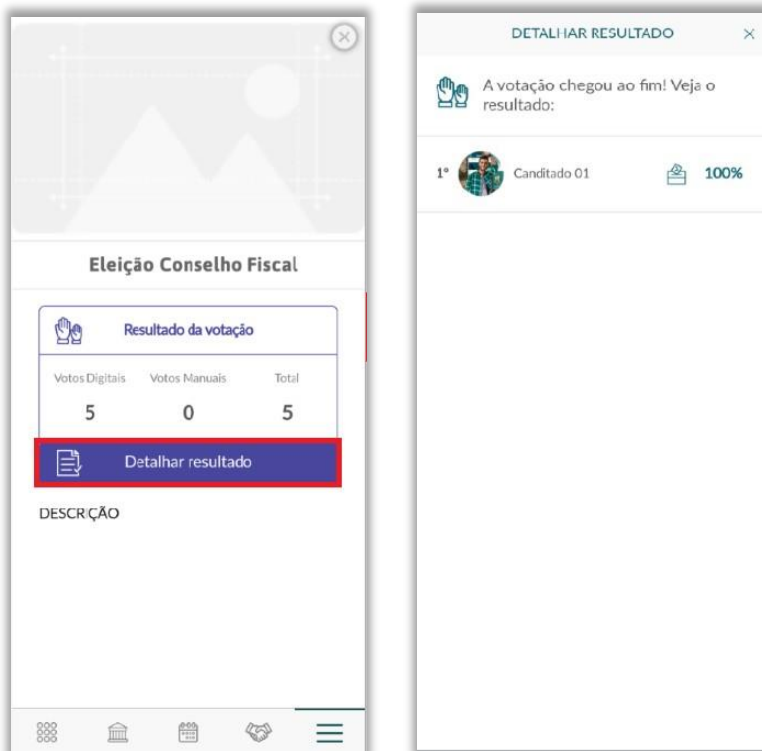 Eleição Conselho Fiscal
Resultado da votação
Votos Digitais Votos Manuais Total
5 0 5
Detalhar resultado
DESCRIÇÃO
DETALHAR RESULTADO
A votação chegou ao fim! Veja o
resultado:
1º Canditado 01 100%